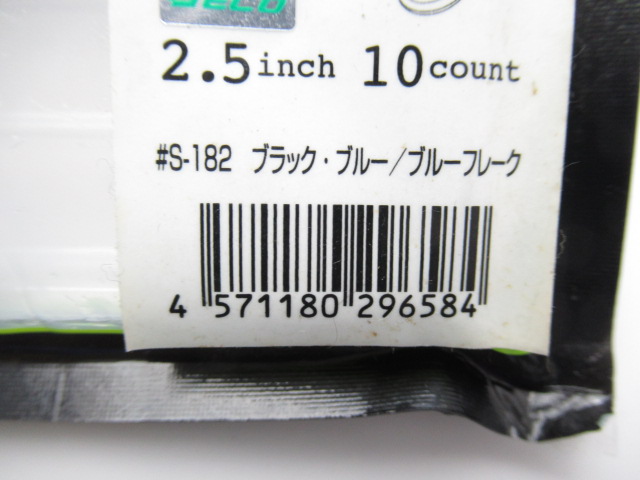 2.5inch 10count
#S-182 ブラック・ブルー/ブルーフレーク
4 571180 296584